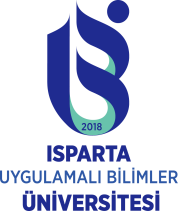 2018
ISPARTA
UYGULAMALI BİLİMLER
ÜNİVERSİTESİ